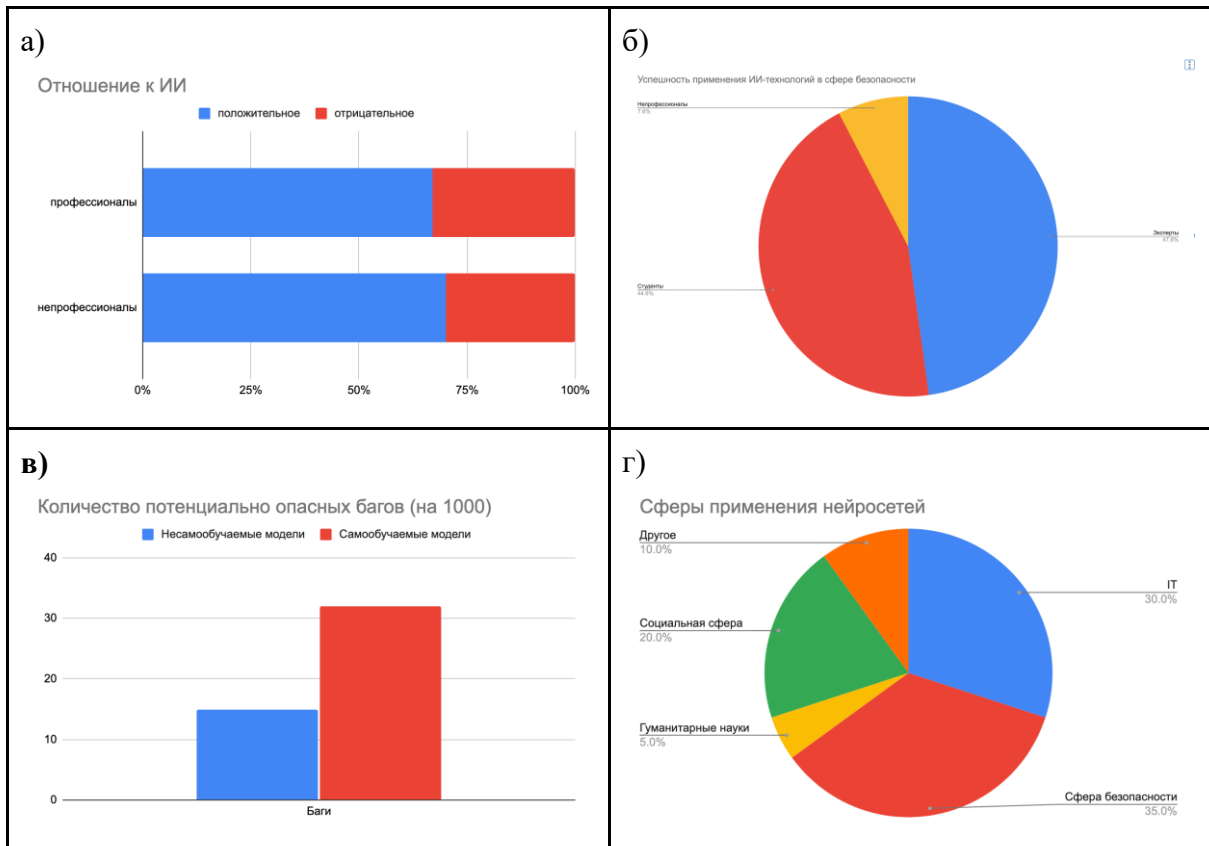 а)
Отношение к ИИ
положительное отрицательное
профессионалы
непрофессионалы
0% 25% 50% 75% 100%
б)
Успешность применения ИИ-технологий в сфере безопасности
Непрофессионалы
7.6%
Эксперты
47.8%
Студенты
44.6%
в)
Количество потенциально опасных багов (на 1000)
Несамообучаемые модели Самообучаемые модели
40
30
20
10
0
Баги
г)
Сферы применения нейросетей
Другое
10.0%
IT
30.0%
Социальная сфера
20.0%
Гуманитарные науки
5.0%
Сфера безопасности
35.0%